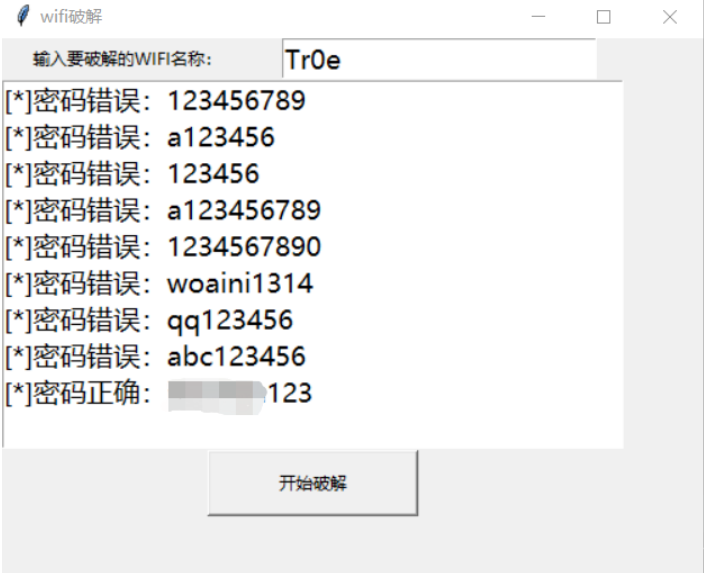 wifi破解
输入要破解的WIFI名称: Tr0e
[*]密码错误：123456789
[*]密码错误：a123456
[*]密码错误：123456
[*]密码错误：a123456789
[*]密码错误：1234567890
[*]密码错误：woaini1314
[*]密码错误：qq123456
[*]密码错误：abc123456
[*]密码正确：123
开始破解